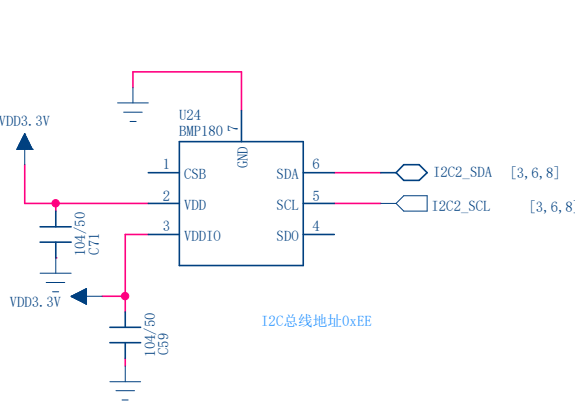 VDD3.3V
U24
BMP180
7
GND
1
CSB
SDA
6
I2C2_SDA [3,6,8]
2
VDD
SCL
5
I2C2_SCL [3,6,8]
3
VDDIO
SDO
4
104/50
C71
VDD3.3V
I2C总线地址0xEE
104/50
C59